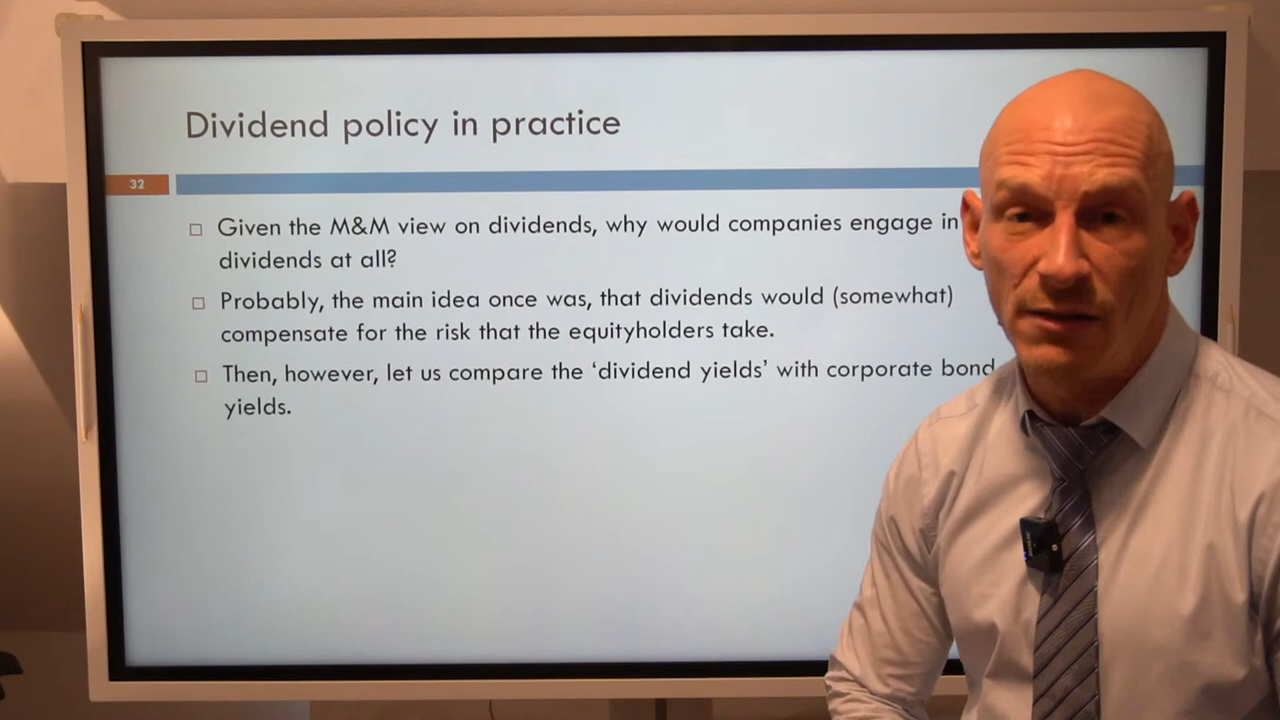 Dividend policy in practice
32
Given the M&M view on dividends, why would companies engage in
dividends at all?
Probably, the main idea once was, that dividends would (somewhat)
compensate for the risk that the equityholders take.
Then, however, let us compare the ‘dividend yields’ with corporate bond
yields.